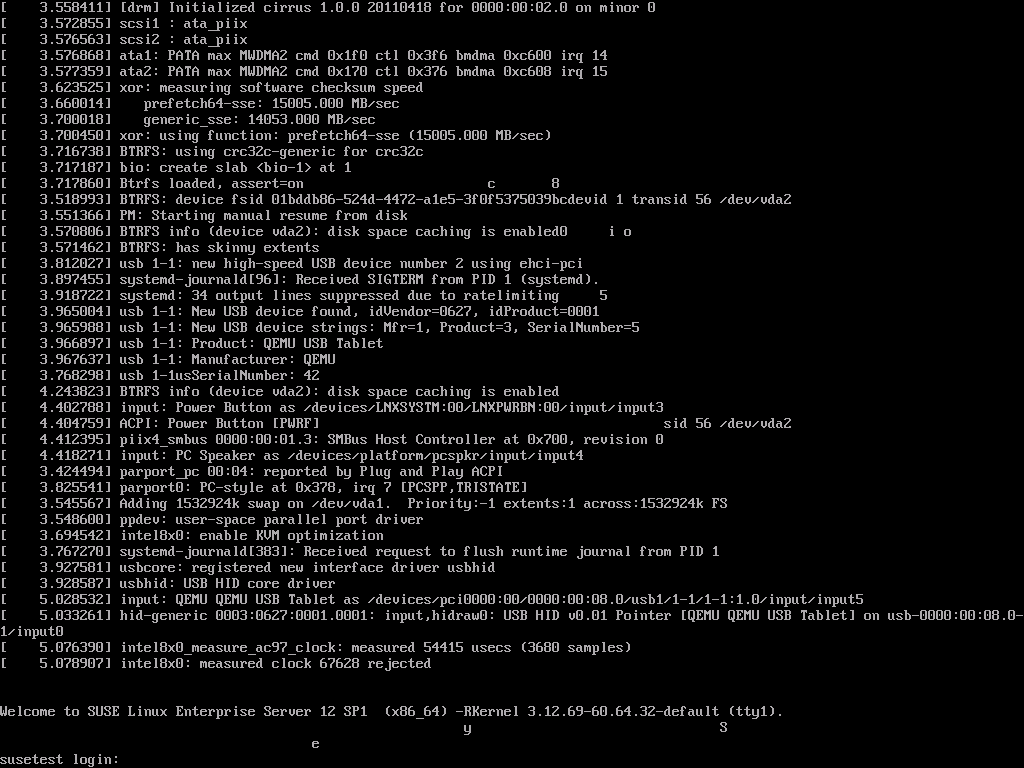 [    3.558411] [drm] Initialized cirrus 1.0.0 20110418 for 0000:00:02.0 on minor 0
[    3.572855] scsi1 : ata_piix
[    3.576563] scsi2 : ata_piix
[    3.576868] ata1: PATA max MWDMA2 cmd 0x1f0 ctl 0x3f6 bmdma 0xc600 irq 14
[    3.577359] ata2: PATA max MWDMA2 cmd 0x170 ctl 0x376 bmdma 0xc608 irq 15
[    3.623525] xor: measuring software checksum speed
[    3.660014]    prefetch64-sse: 15005.000 MB/sec
[    3.700018]    generic_sse: 14053.000 MB/sec
[    3.700450] xor: using function: prefetch64-sse (15005.000 MB/sec)
[    3.716738] BTRFS: using crc32c-generic for crc32c
[    3.717187] bio: create slab <bio-1> at 1
[    3.717860] Btrfs loaded, assert=on                       c       8
[    3.518993] BTRFS: device fsid 01bddb86-524d-4472-a1e5-3f0f5375039bcdevid 1 transid 56 /dev/vda2
[    3.551366] PM: Starting manual resume from disk
[    3.570806] BTRFS info (device vda2): disk space caching is enabled0     i o
[    3.571462] BTRFS: has skinny extents
[    3.812027] usb 1-1: new high-speed USB device number 2 using ehci-pci
[    3.897455] systemd-journald[96]: Received SIGTERM from PID 1 (systemd).
[    3.918722] systemd: 34 output lines suppressed due to ratelimiting     5
[    3.965004] usb 1-1: New USB device found, idVendor=0627, idProduct=0001
[    3.965988] usb 1-1: New USB device strings: Mfr=1, Product=3, SerialNumber=5
[    3.966897] usb 1-1: Product: QEMU USB Tablet
[    3.967637] usb 1-1: Manufacturer: QEMU
[    3.768298] usb 1-1usSerialNumber: 42
[    4.243823] BTRFS info (device vda2): disk space caching is enabled
[    4.402788] input: Power Button as /devices/LNXSYSTM:00/LNXPWRBN:00/input/input3
[    4.404759] ACPI: Power Button [PWRF]                                           sid 56 /dev/vda2
[    4.412395] piix4_smbus 0000:00:01.3: SMBus Host Controller at 0x700, revision 0
[    4.418271] input: PC Speaker as /devices/platform/pcspkr/input/input4
[    3.424494] parport_pc 00:04: reported by Plug and Play ACPI
[    3.825541] parport0: PC-style at 0x378, irq 7 [PCSPP,TRISTATE]
[    3.545567] Adding 1532924k swap on /dev/vda1.  Priority:-1 extents:1 across:1532924k FS
[    3.548600] ppdev: user-space parallel port driver
[    3.694542] intel8x0: enable KVM optimization
[    3.767270] systemd-journald[383]: Received request to flush runtime journal from PID 1
[    3.927581] usbcore: registered new interface driver usbhid
[    3.928587] usbhid: USB HID core driver
[    5.028532] input: QEMU QEMU USB Tablet as /devices/pci0000:00/0000:00:08.0/usb1/1-1/1-1:1.0/input/input5
[    5.033261] hid-generic 0003:0627:0001.0001: input,hidraw0: USB HID v0.01 Pointer [QEMU QEMU USB Tablet] on usb-0000:00:08.0-
1/input0
[    5.076390] intel8x0_measure_ac97_clock: measured 54415 usecs (3680 samples)
[    5.078907] intel8x0: measured clock 67628 rejected
Welcome to SUSE Linux Enterprise Server 12 SP1  (x86_64) -RKernel 3.12.69-60.64.32-default (tty1).
y                               S
e
susetest login: